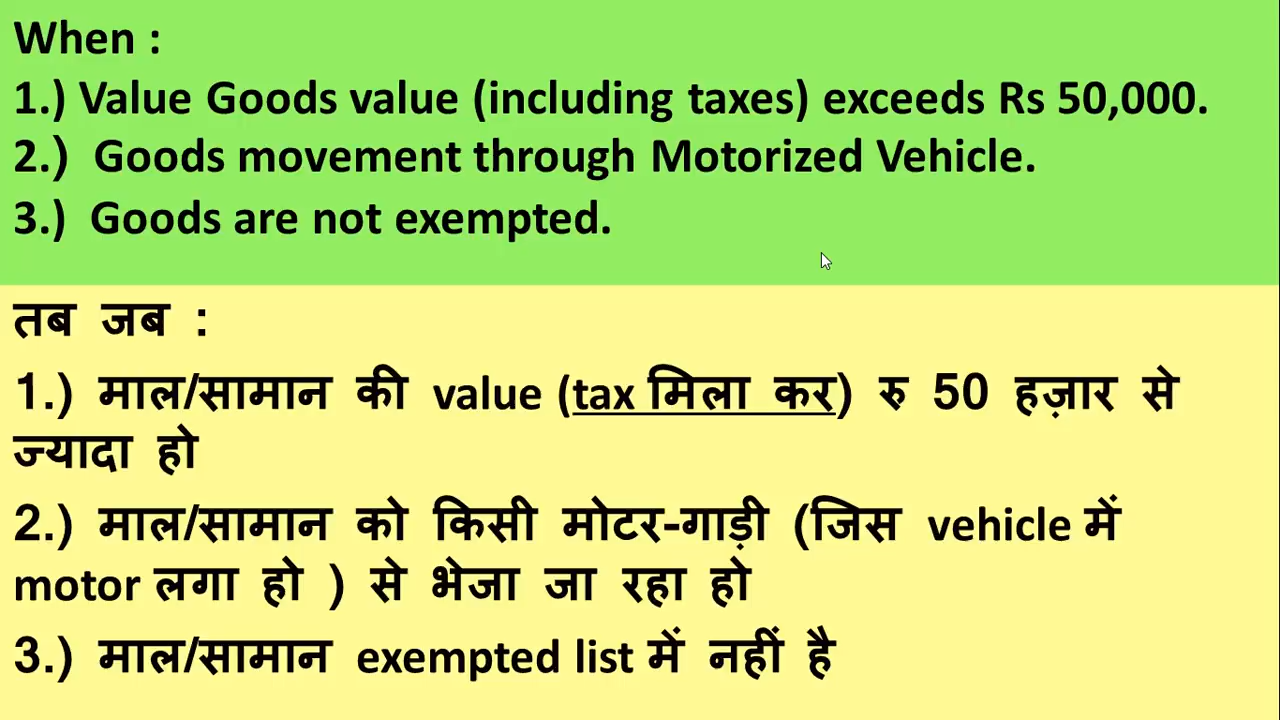 When :
1.) Value Goods value (including taxes) exceeds Rs 50,000.
2.) Goods movement through Motorized Vehicle.
3.) Goods are not exempted.
तब जब :
1.) माल/सामान की value (tax मिला कर) रु 50 हज़ार से
ज्यादा हो
2.) माल/सामान को किसी मोटर-गाड़ी (जिस vehicle में
motor लगा हो ) से भेजा जा रहा हो
3.) माल/सामान exempted list में नहीं है